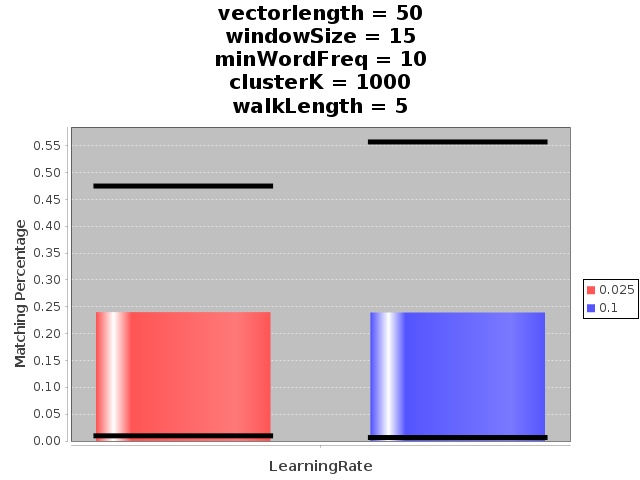 vectorlength = 50
windowSize = 15
minWordFreq = 10
clusterK = 1000
walkLength = 5
0.55
0.50
0.45
0.40
0.35
0.30
0.25
0.20
0.15
0.10
0.05
0.00
Matching Percentage
LearningRate
0.025
0.1